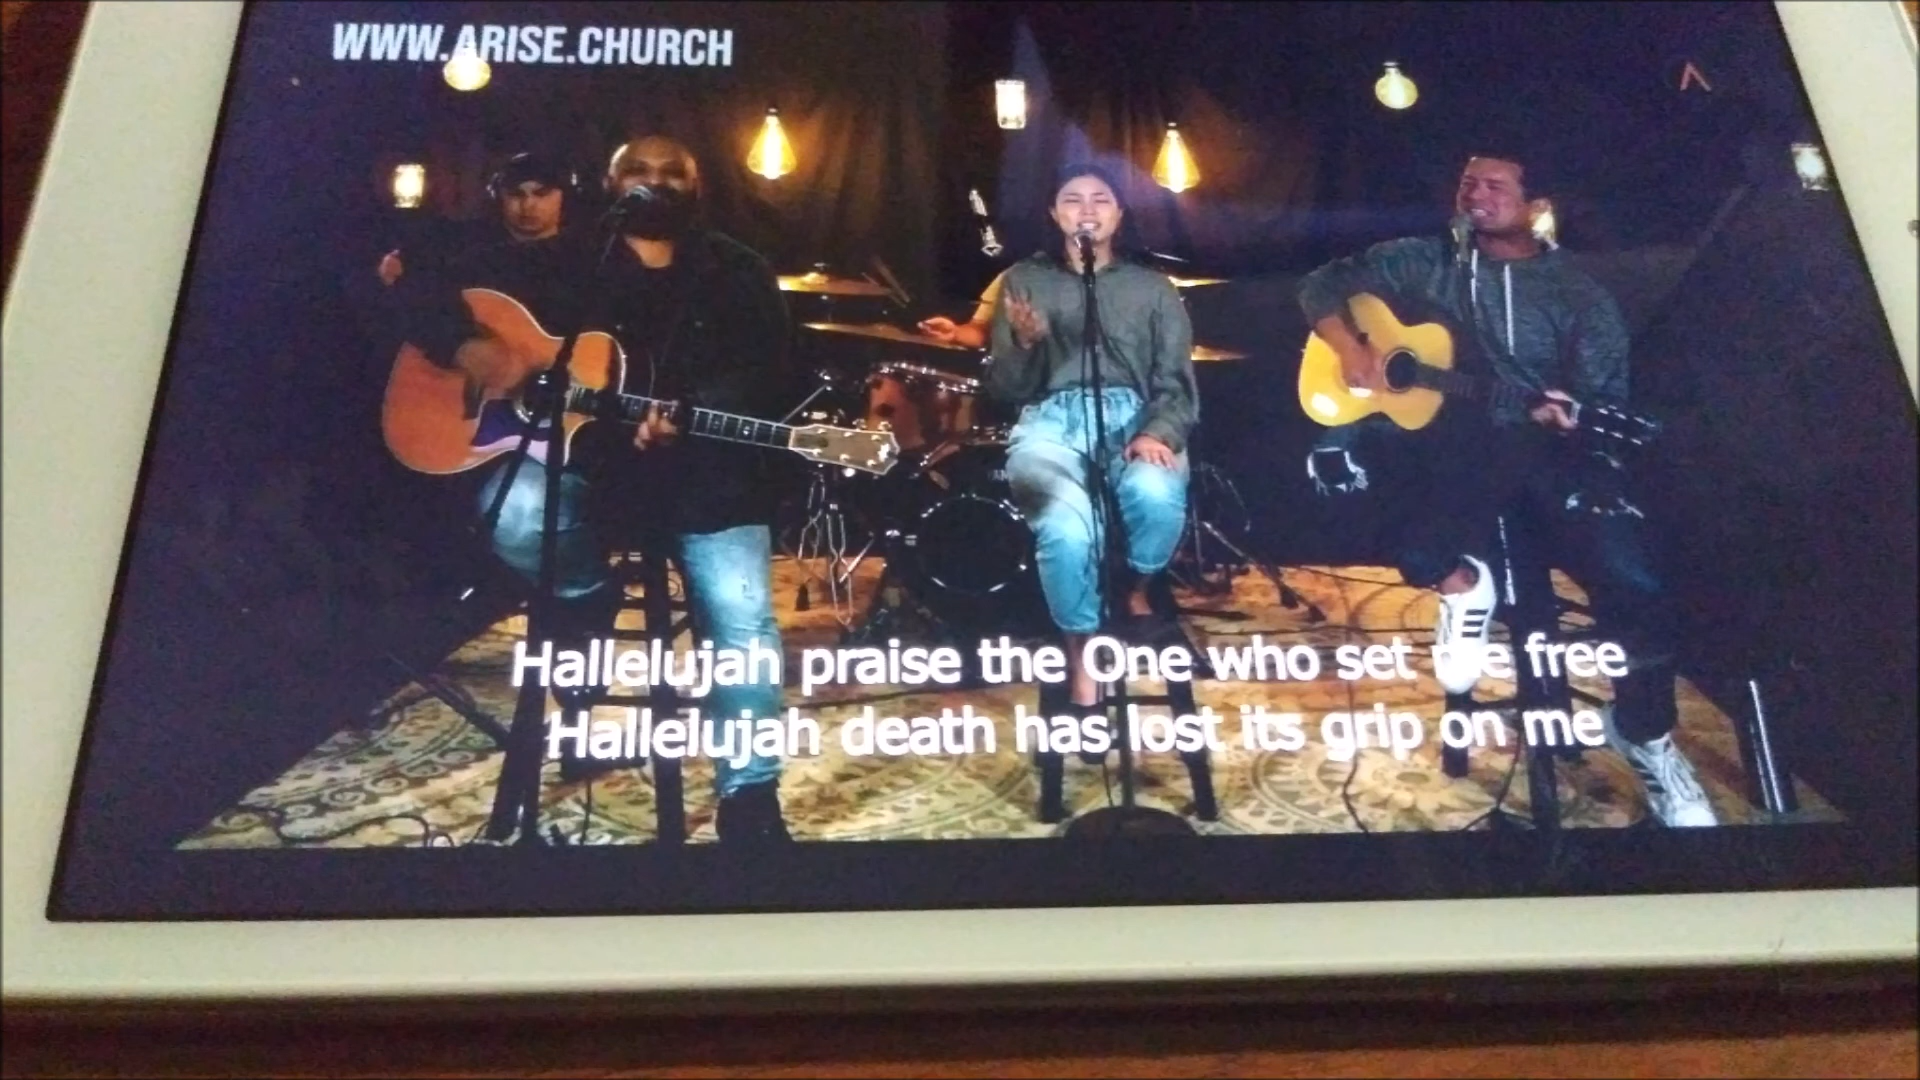 WWW.ARISE.CHURCH
Hallelujah praise the One who set me free
Hallelujah death has lost its grip on me